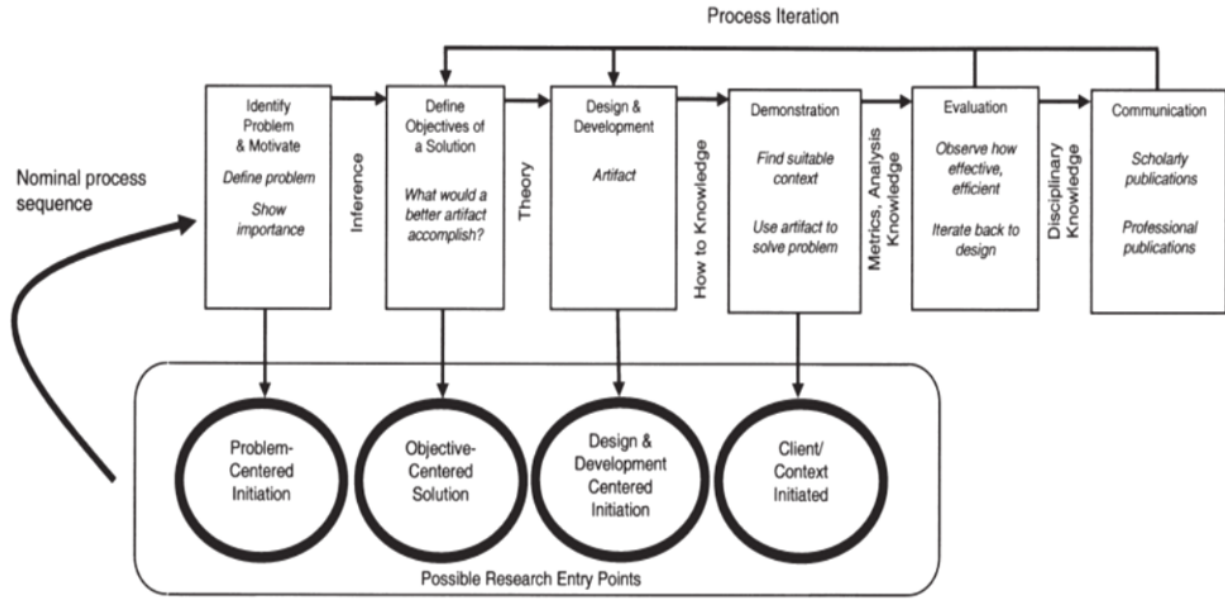 Process Iteration
Nominal process
sequence
Identify
Problem
& Motivate
Define problem
Show
importance
Inference
Define
Objectives of
a Solution
What would a
better artifact
accomplish?
Theory
Design &
Development
Artifact
How to Knowledge
Demonstration
Find suitable
context
Use artifact to
solve problem
Metrics, Analysis
Knowledge
Evaluation
Observe how
effective,
efficient
Iterate back to
design
Disciplinary
Knowledge
Communication
Scholarly
publications
Professional
publications
Problem-
Centered
Initiation
Objective-
Centered
Solution
Design &
Development
Centered
Initiation
Client/
Context
Initiated
Possible Research Entry Points